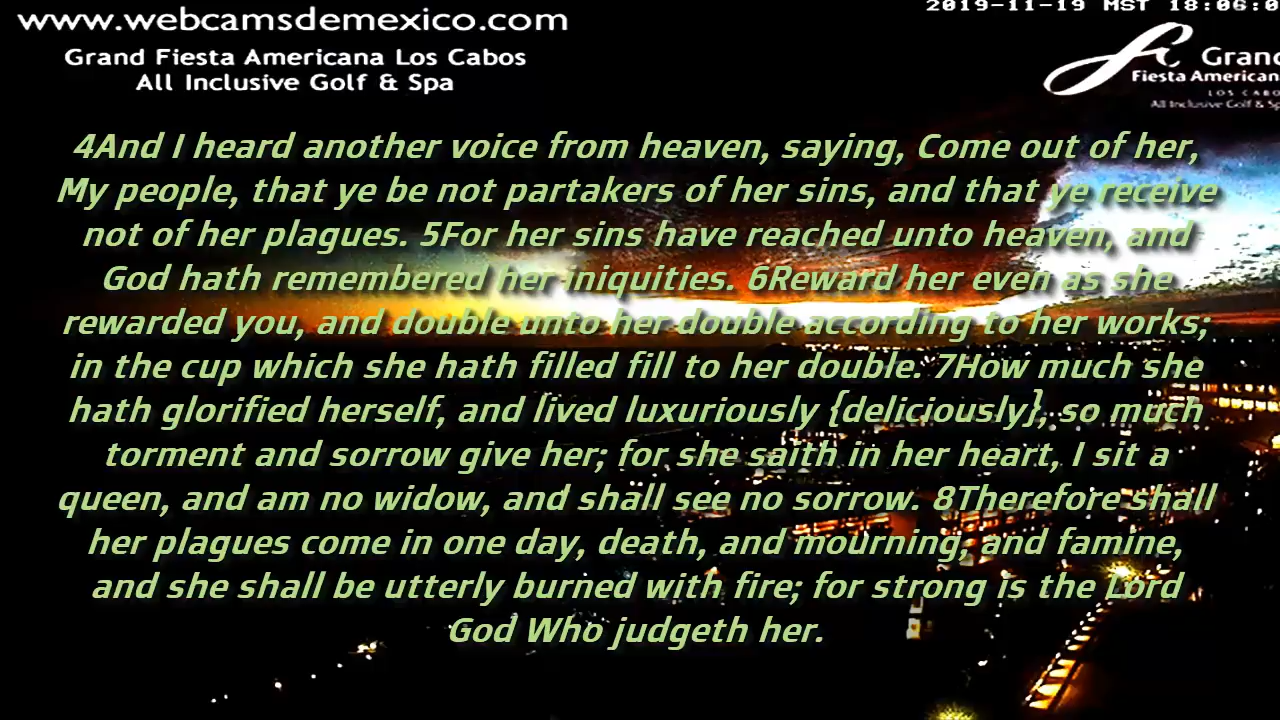 www.webcamsdemexico.com
Grand Fiesta Americana Los Cabos
All Inclusive Golf & Spa
2019-11-19 MST 18:06:0
Grand
Fiesta American
LOS CABO
All Inclusive Golf & Sp
4And I heard another voice from heaven, saying, Come out of her,
My people, that ye be not partakers of her sins, and that ye receive
not of her plagues. 5For her sins have reached unto heaven, and
God hath remembered her iniquities. 6Reward her even as she
rewarded you, and double unto her double according to her works;
in the cup which she hath filled fill to her double. 7How much she
hath glorified herself, and lived luxuriously {deliciously}, so much
torment and sorrow give her; for she saith in her heart, I sit a
queen, and am no widow, and shall see no sorrow. 8Therefore shall
her plagues come in one day, death, and mourning, and famine,
and she shall be utterly burned with fire; for strong is the Lord
God Who judgeth her.